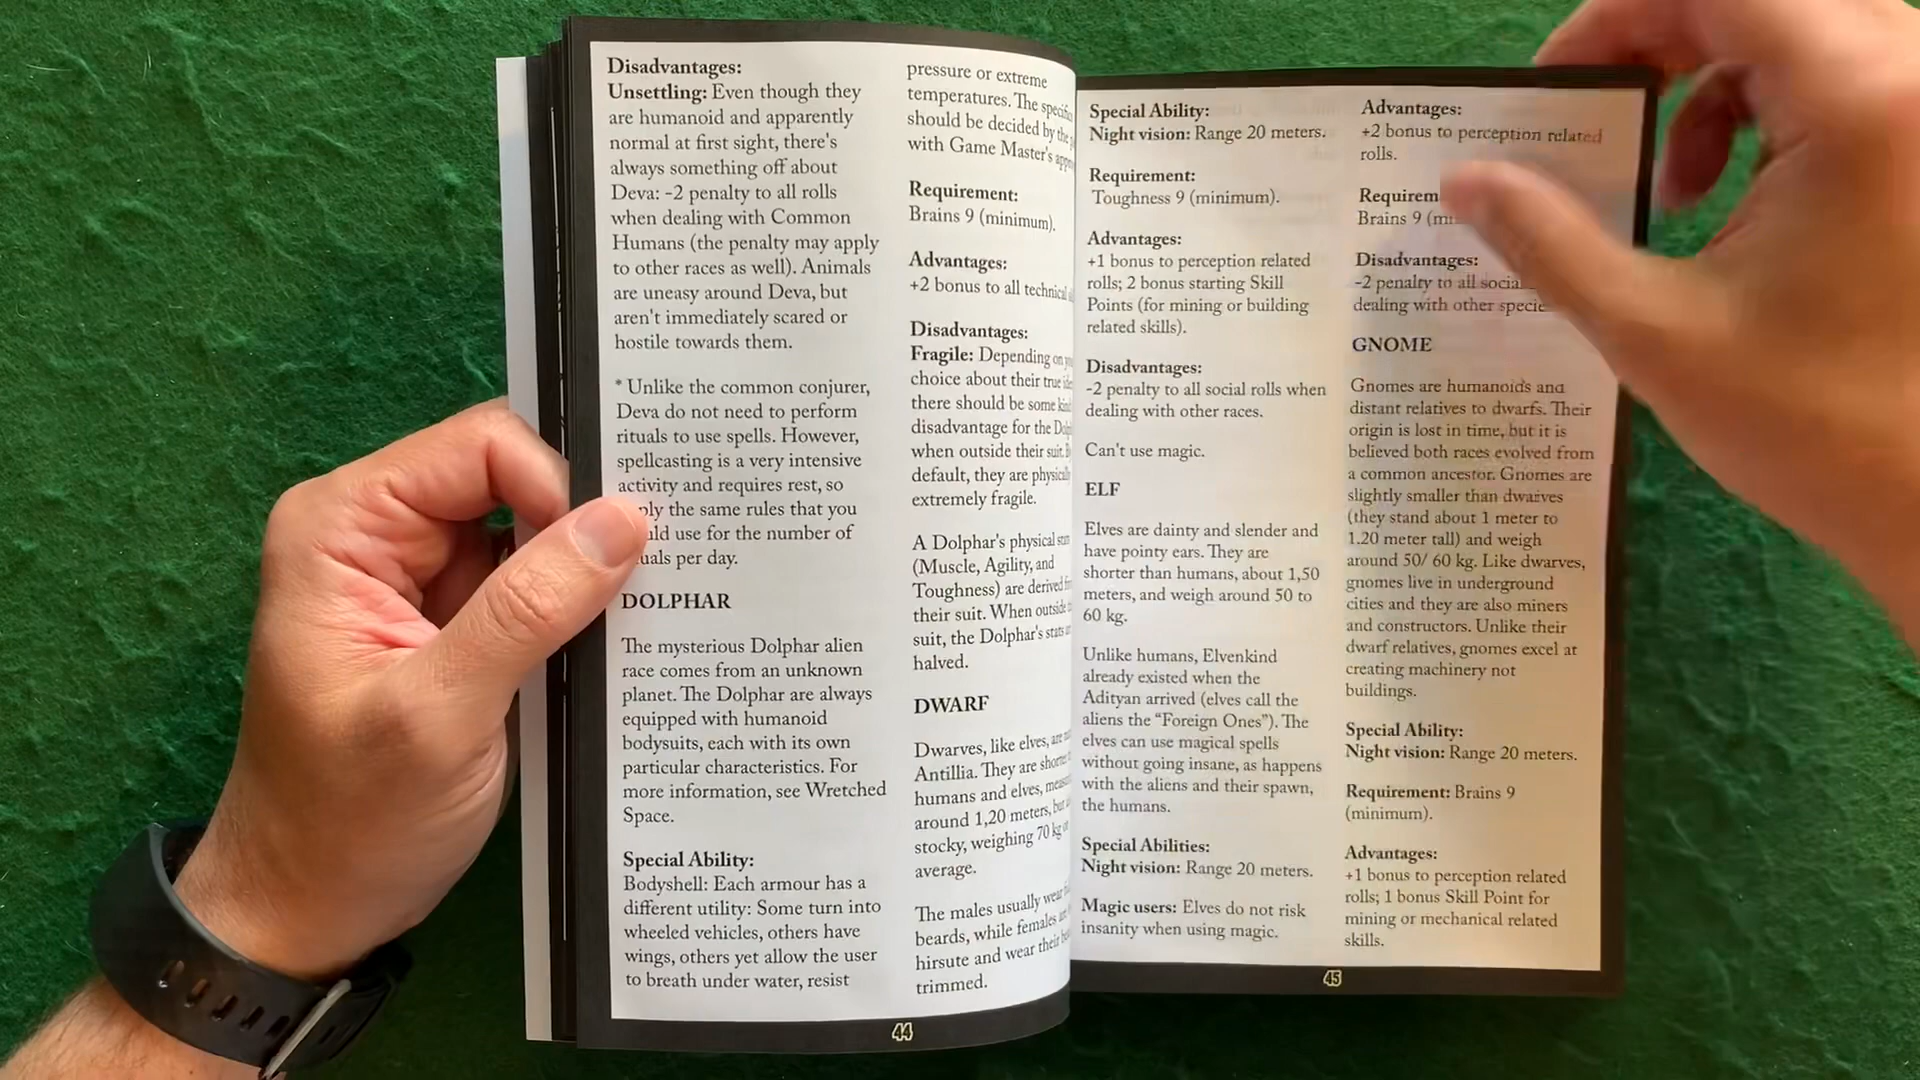 Disadvantages:
Unsettling: Even though they
are humanoid and apparently
normal at first sight, there's
always something off about
Deva: -2 penalty to all rolls
when dealing with Common
Humans (the penalty may apply
to other races as well). Animals
are uneasy around Deva, but
aren't immediately scared or
hostile towards them.
* Unlike the common conjurer,
Deva do not need to perform
rituals to use spells. However,
spellcasting is a very intensive
activity and requires rest, so
the same rules that you
use for the number of
per day.
DOLPHAR
The mysterious Dolphar alien
race comes from an unknown
planet. The Dolphar are always
equipped with humanoid
bodysuits, each with its own
particular characteristics. For
more information, see Wretched
Space.
Special Ability:
Bodyshell: Each armour has a
different utility: Some turn into
wheeled vehicles, others have
wings, others yet allow the user
to breath under water, resist
pressure or extreme
temperatures. The
should be decided by the
with Game Master's
Requirement:
Brains 9 (minimum).
Advantages:
+2 bonus to all technical
Disadvantages:
Fragile: Depending on
choice about their true
there should be some
disadvantage for the
when outside their suit.
default, they are
extremely fragile.
A Dolphar's physical
(Muscle, Agility, and
Toughness) are derived
their suit. When outside
suit, the Dolphar's stats
halved.
DWARF
Dwarves, like elves, are
Antillia. They are
humans and elves,
around 1,20 meters,
stocky, weighing 70 kg
average.
The males usually wear
beards, while females
hirsute and wear their
trimmed.
44
Special Ability:
Night vision: Range 20 meters.
Requirement:
Toughness 9 (minimum).
Advantages:
+1 bonus to perception related
rolls; 2 bonus starting Skill
Points (for mining or building
related skills).
Disadvantages:
-2 penalty to all social rolls when
dealing with other races.
Can't use magic.
ELF
Elves are dainty and slender and
have pointy ears. They are
shorter than humans, about 1,50
meters, and weigh around 50 to
60 kg.
Unlike humans, Elvenkind
already existed when the
Adityan arrived (elves call the
aliens the “Foreign Ones”). The
elves can use magical spells
without going insane, as happens
with the aliens and their spawn,
the humans.
Special Abilities:
Night vision: Range 20 meters.
Magic users: Elves do not risk
insanity when using magic.
Advantages:
+2 bonus to perception related
rolls.
Brains 9
Disadvantages:
-2 penalty to all
dealing with other
GNOME
Gnomes are humanoids and
distant relatives to dwarfs. Their
origin is lost in time, but it is
believed both races evolved from
a common ancestor. Gnomes are
slightly smaller than dwarves
(they stand about 1 meter to
1.20 meter tall) and weigh
around 50/ 60 kg. Like dwarves,
gnomes live in underground
cities and they are also miners
and constructors. Unlike their
dwarf relatives, gnomes excel at
creating machinery not
buildings.
Special Ability:
Night vision: Range 20 meters.
Requirement: Brains 9
(minimum).
Advantages:
+1 bonus to perception related
rolls; 1 bonus Skill Point for
mining or mechanical related
skills.
45